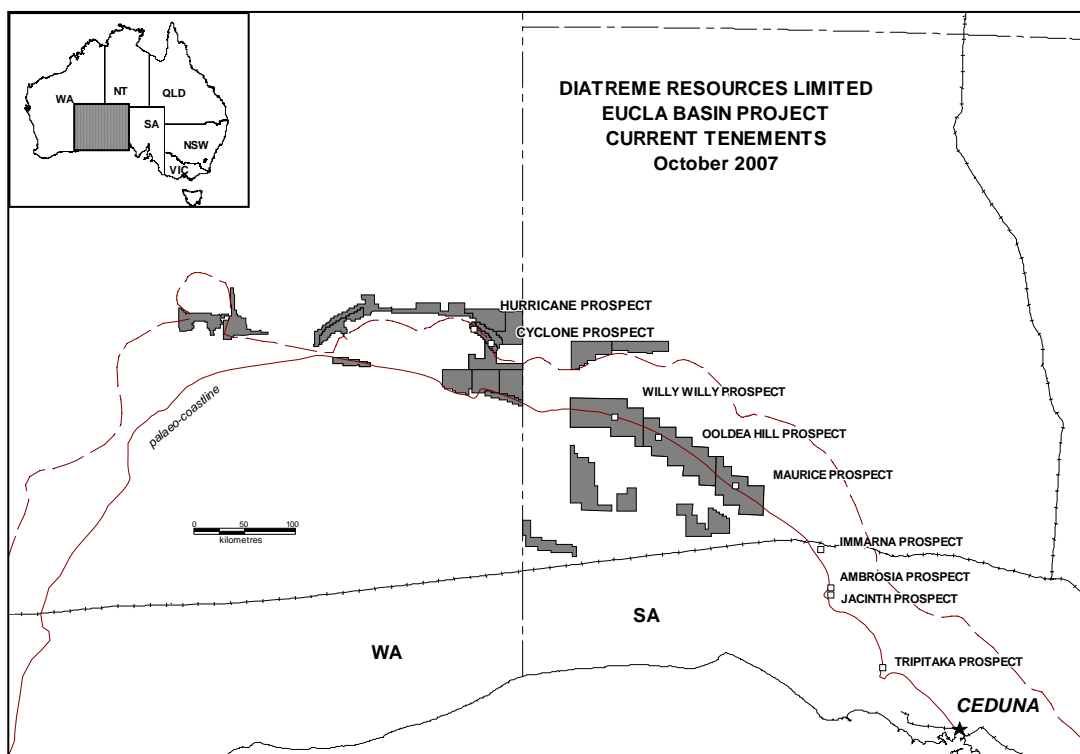 WA
NT
QLD
SA
NSW
VIC
DIATREME RESOURCES LIMITED
EUCLA BASIN PROJECT
CURRENT TENEMENTS
October 2007
HURRICANE PROSPECT
CYCLONE PROSPECT
WILLY WILLY PROSPECT
OOLDEA HILL PROSPECT
MAURICE PROSPECT
palaeo-coastline
0 50 100
kilometres
IMMARNA PROSPECT
AMBROSIA PROSPECT
JACINTH PROSPECT
WA
SA
TRIPITAKA PROSPECT
CEDUNA